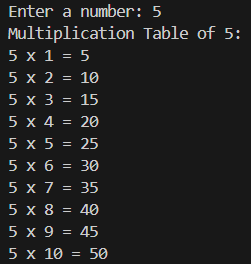 Enter a number: 5
Multiplication Table of 5:
5 x 1 = 5
5 x 2 = 10
5 x 3 = 15
5 x 4 = 20
5 x 5 = 25
5 x 6 = 30
5 x 7 = 35
5 x 8 = 40
5 x 9 = 45
5 x 10 = 50